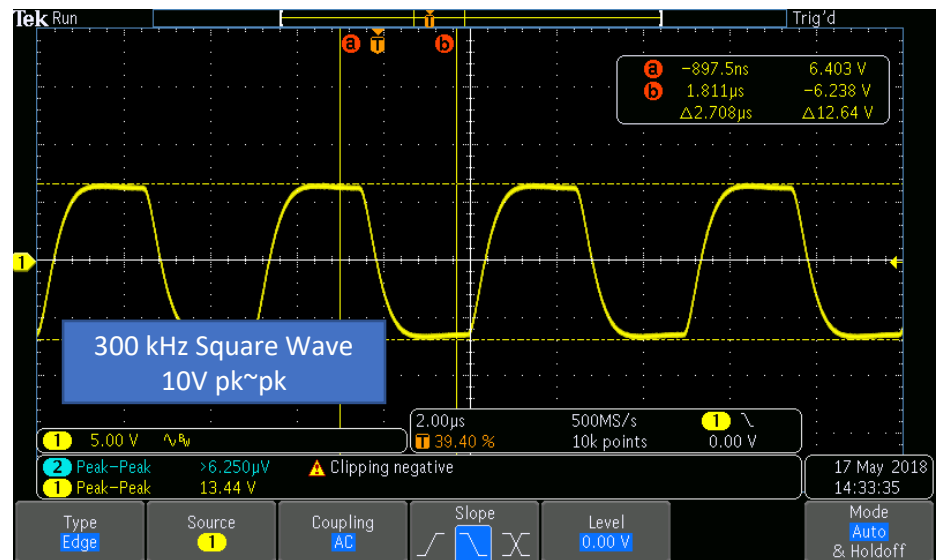 Tek Run Trig'd
a T b
a -897.5ns 6.403 V
b 1.811µs -6.238 V
△2.708µs △12.64 V
1
300 kHz Square Wave
10V pk~pk
1 5.00 V ∿ BW
2.00µs 500MS/s 1 \
T 39.40 % 10k points 0.00 V
2 Peak-Peak >6.250µV Clipping negative
1 Peak-Peak 13.44 V
17 May 2018
14:33:35
Type
Edge
Source
1
Coupling
AC
Slope
Level
0.00 V
Mode
Auto
& Holdoff